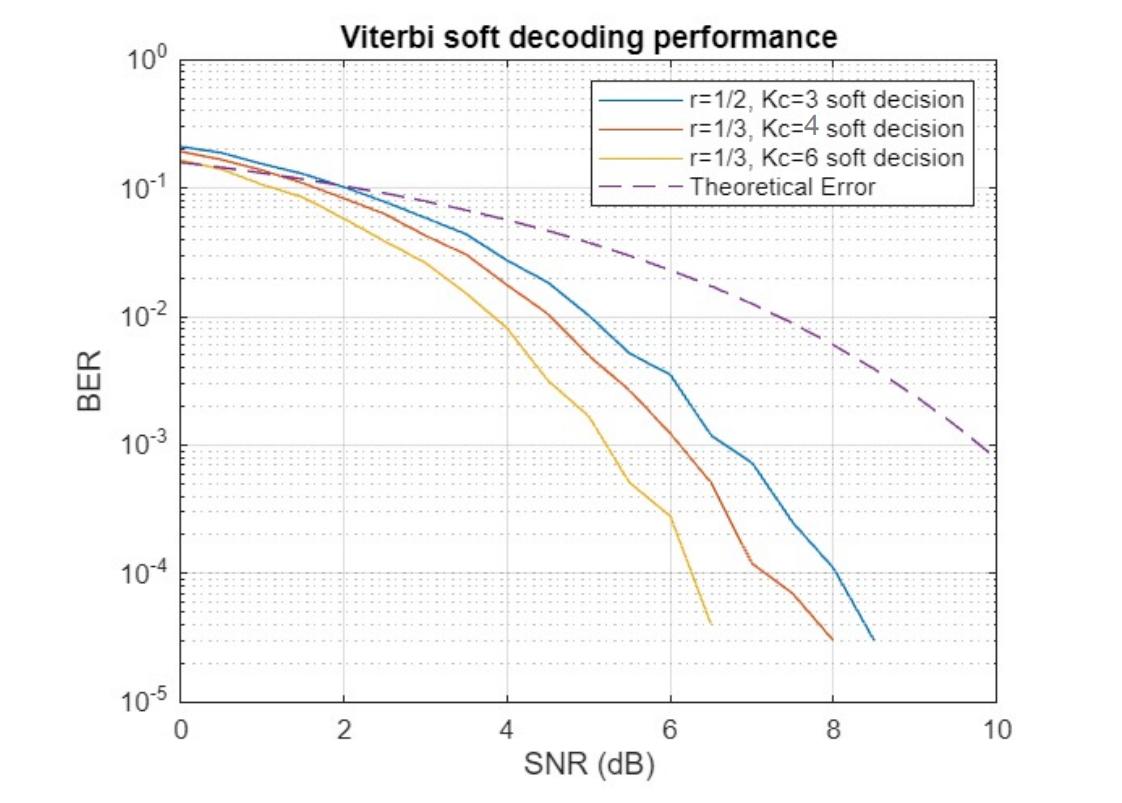 Viterbi soft decoding performance
10^0
10^-1
10^-2
10^-3
10^-4
10^-5
BER
r=1/2, Kc=3 soft decision
r=1/3, Kc=4 soft decision
r=1/3, Kc=6 soft decision
Theoretical Error
0 2 4 6 8 10
SNR (dB)